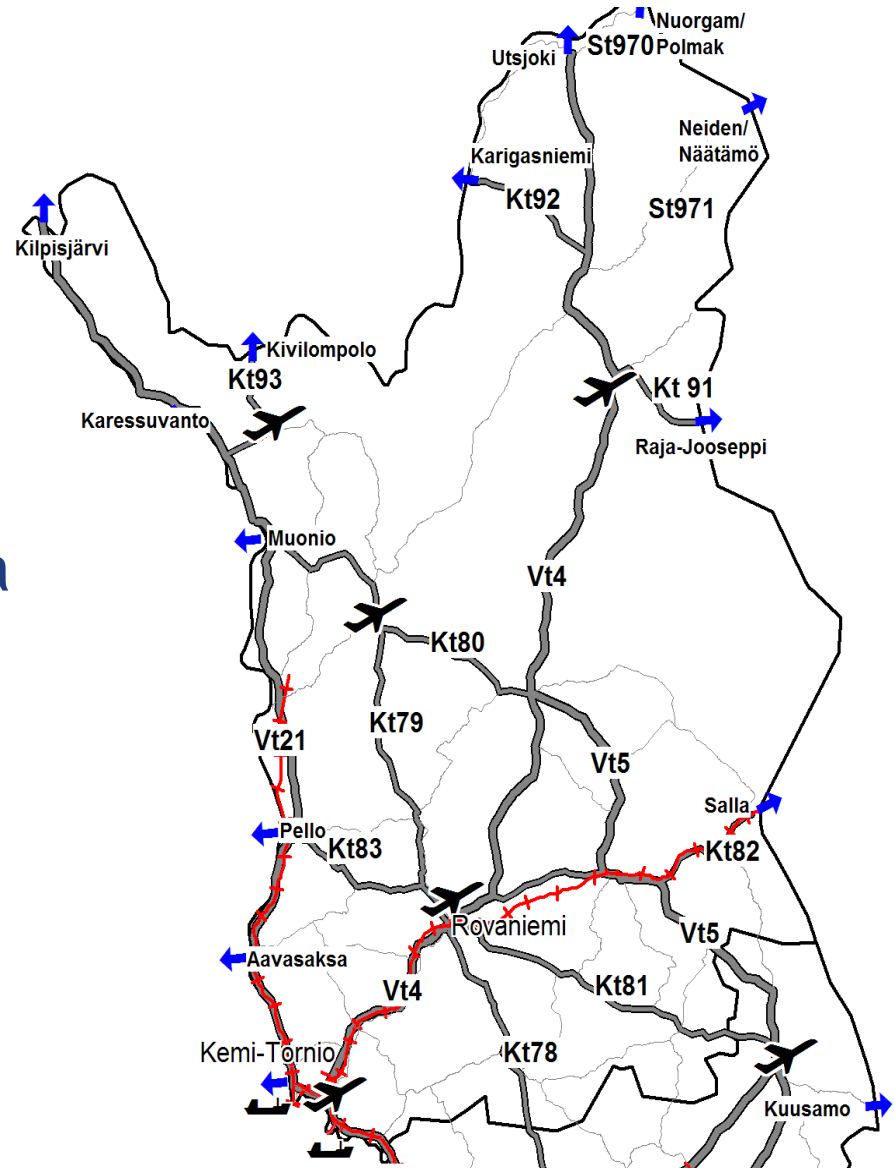 Nuorgam/
Polmak
St970
Utsjoki
Neiden/
Näätämö
Karigasniemi
Kt92
St971
Kilpisjärvi
Kivilompolo
Kt93
Kt 91
Karessuvanto
Raja-Jooseppi
Muonio
a
Vt4
Kt80
Kt79
Vt21
Vt5
Salla
Pello
Kt83
Kt82
Rovaniemi
Vt5
Aavasaksa
Kt81
Vt4
Kemi-Tornio
Kt78
Kuusamo